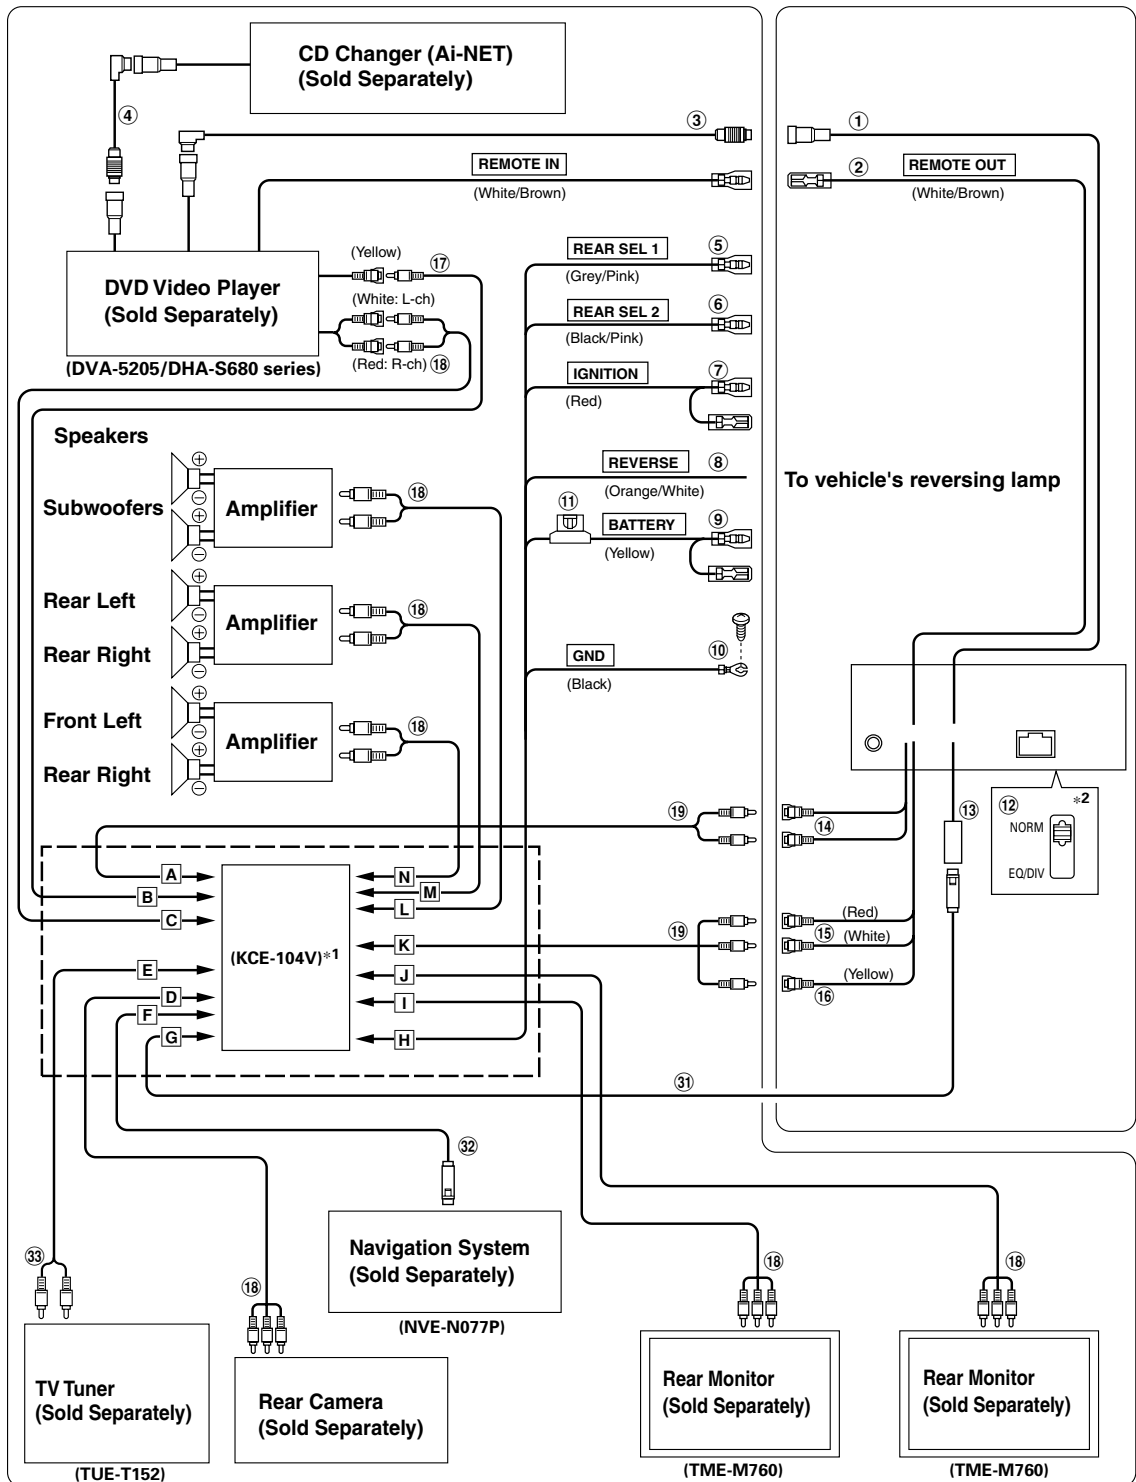 CD Changer (Ai-NET)
(Sold Separately)
④
③
①
REMOTE IN
(White/Brown)
②
REMOTE OUT
(White/Brown)
DVD Video Player
(Sold Separately)
(DVA-5205/DHA-S680 series)
(Yellow)
⑰
(White: L-ch)
(Red: R-ch) ⑱
REAR SEL 1
⑤
(Grey/Pink)
REAR SEL 2
⑥
(Black/Pink)
IGNITION
⑦
(Red)
REVERSE
⑧
(Orange/White)
To vehicle's reversing lamp
⑪
BATTERY
⑨
(Yellow)
GND
⑩
(Black)
Speakers
Subwoofers
⊕
⊖
⊕
⊖
Amplifier
⑱
Rear Left
Rear Right
⊕
⊖
⊕
⊖
Amplifier
⑱
Front Left
Rear Right
⊕
⊖
⊕
⊖
Amplifier
⑱
⑫
*2
NORM
EQ/DIV
⑬
⑲
⑭
⑲
(Red)
⑮ (White)
(Yellow)
⑯
A
B
C
E
D
F
G
(KCE-104V)*1
N
M
L
K
J
I
H
㉛
㉜
Navigation System
(Sold Separately)
(NVE-N077P)
㉝
TV Tuner
(Sold Separately)
(TUE-T152)
⑱
Rear Camera
(Sold Separately)
⑱
Rear Monitor
(Sold Separately)
(TME-M760)
⑱
Rear Monitor
(Sold Separately)
(TME-M760)